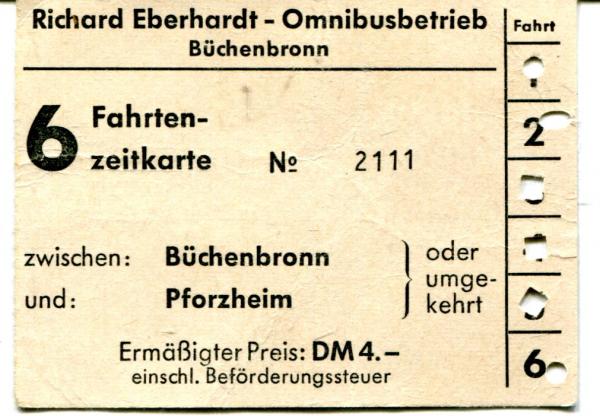 Richard Eberhardt - Omnibusbetrieb
Büchenbronn
6 Fahrten-
zeitkarte № 2111
zwischen: Büchenbronn
und: Pforzheim
oder
umge-
kehrt
Ermäßigter Preis: DM 4.–
einschl. Beförderungssteuer
Fahrt
2
6